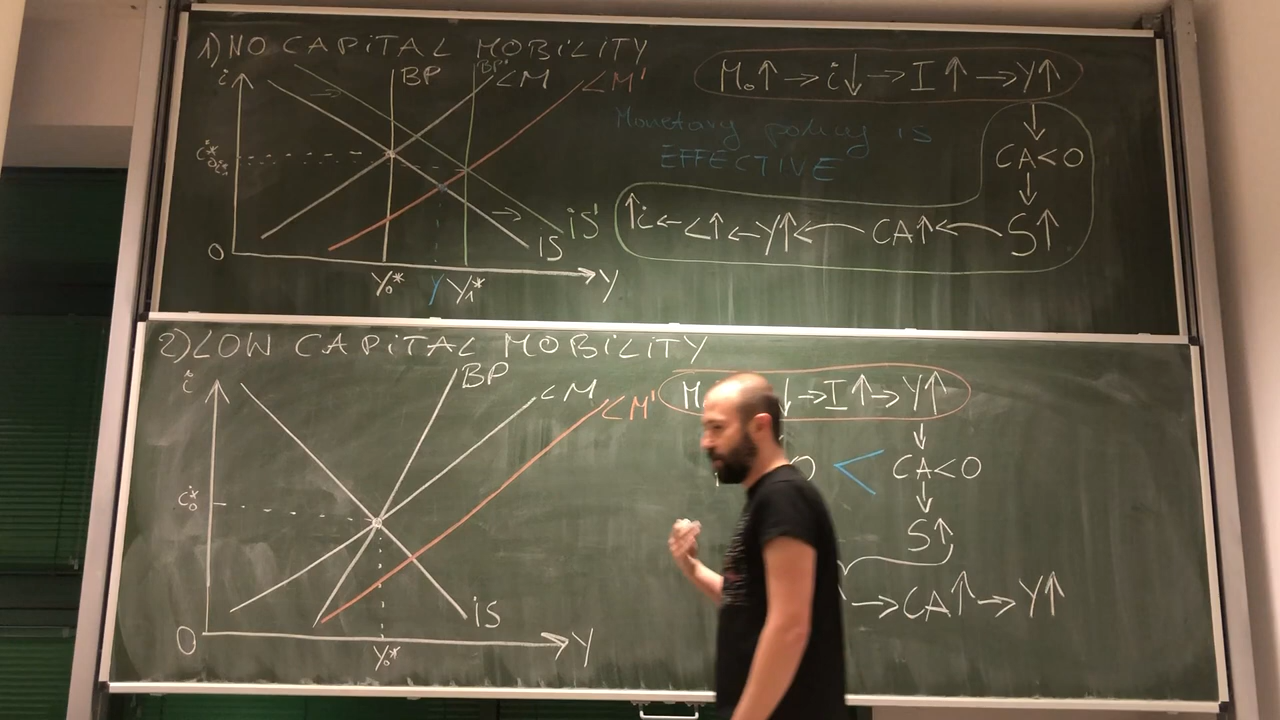 1) NO CAPITAL MOBILITY
i
BP
BP'
LM
LM'
M₀↑ → i↓ → I↑ → Y↑
Monetary policy is
EFFECTIVE
↓
CA<0
↓
↑i ← L↑ ← Y↑ ← CA↑ ← S↑
IS'
IS
0
Y₀*
Y
Y₁*
Y
2) LOW CAPITAL MOBILITY
i
BP
LM
LM'
↓ → I↑ → Y↑
↓
< CA<0
↓
i₀*
S↑
→ CA↑ → Y↑
IS
0
Y₀*
Y